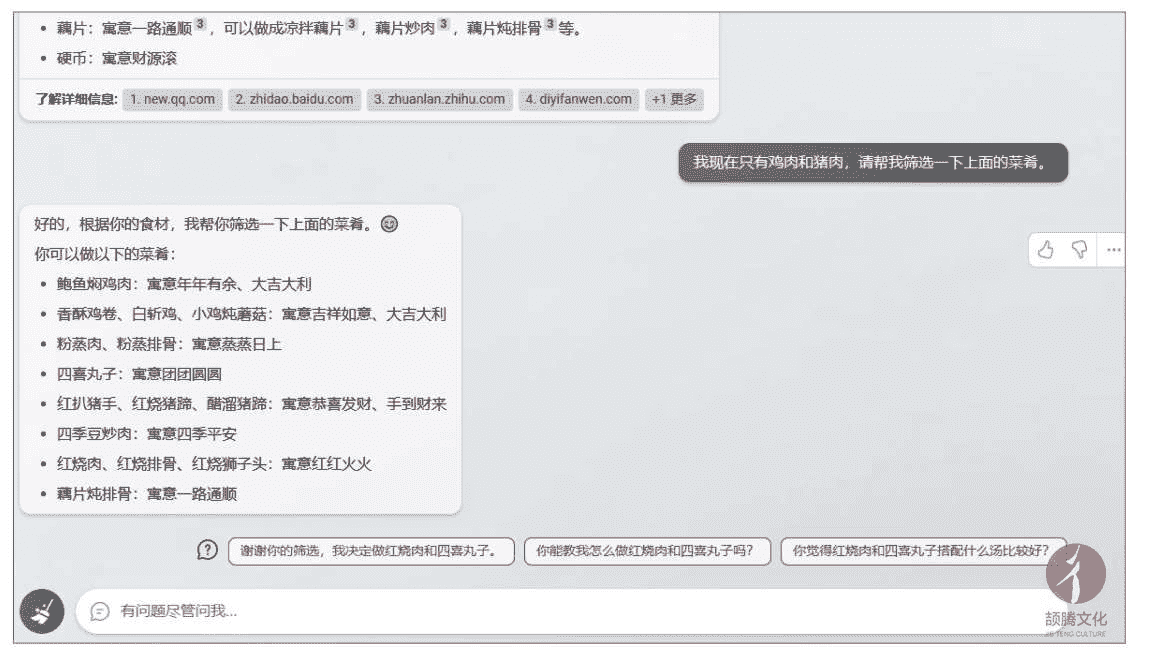 藕片：寓意一路通顺3，可以做成凉拌藕片3，藕片炒肉3，藕片炖排骨3等。
硬币：寓意财源滚
了解详细信息: 1. new.qq.com 2. zhidao.baidu.com 3. zhuanlan.zhihu.com 4. diyifanwen.com +1 更多
我现在只有鸡肉和猪肉，请帮我筛选一下上面的菜肴。
好的，根据你的食材，我帮你筛选一下上面的菜肴。
你可以做以下的菜肴：
鲍鱼焖鸡肉：寓意年年有余、大吉大利
香酥鸡卷、白斩鸡、小鸡炖蘑菇：寓意吉祥如意、大吉大利
粉蒸肉、粉蒸排骨：寓意蒸蒸日上
四喜丸子：寓意团团圆圆
红扒猪手、红烧猪蹄、醋溜猪蹄：寓意恭喜发财、手到财来
四季豆炒肉：寓意四季平安
红烧肉、红烧排骨、红烧狮子头：寓意红红火火
藕片炖排骨：寓意一路通顺
谢谢你的筛选，我决定做红烧肉和四喜丸子。
你能教我怎么做红烧肉和四喜丸子吗？
你觉得红烧肉和四喜丸子搭配什么汤比较好？
有问题尽管问我...
颉腾文化
JIE TENG CULTURE